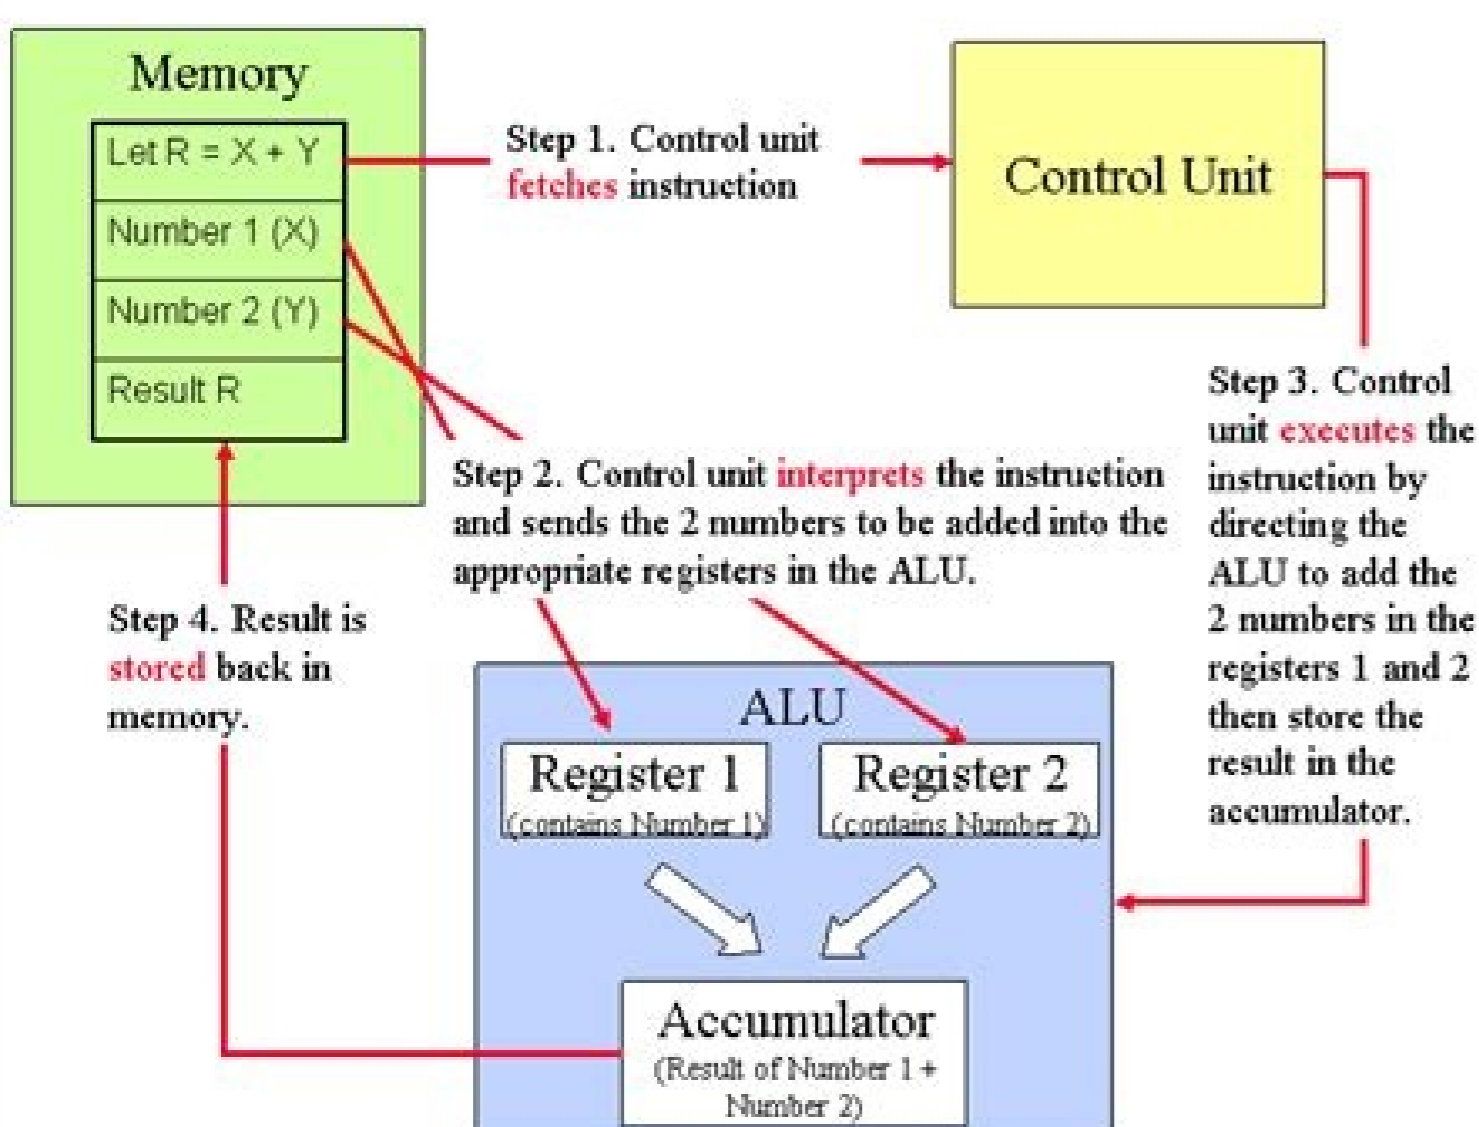 Memory
Let R = X + Y
Number 1 (X)
Number 2 (Y)
Result R
Step 1. Control unit
fetches instruction
Control Unit
Step 2. Control unit interprets the instruction
and sends the 2 numbers to be added into the
appropriate registers in the ALU.
Step 3. Control
unit executes the
instruction by
directing the
ALU to add the
2 numbers in the
registers 1 and 2
then store the
result in the
accumulator.
Step 4. Result is
stored back in
memory.
ALU
Register 1
(contains Number 1)
Register 2
(contains Number 2)
Accumulator
(Result of Number 1 +
Number 2)